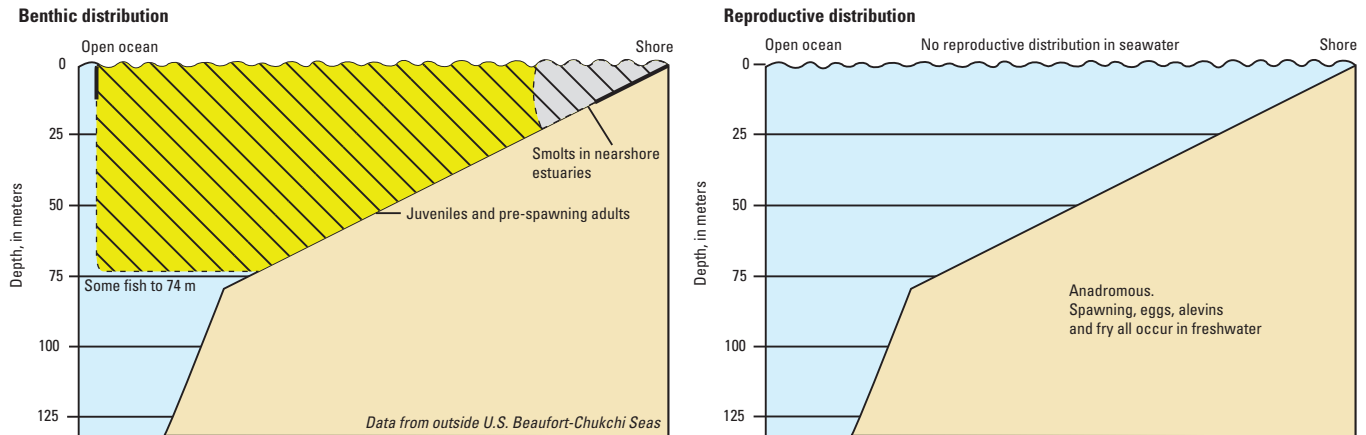 Benthic distribution
Open ocean
Shore
0
25
50
75
100
125
Depth, in meters
Smolts in nearshore
estuaries
Juveniles and pre-spawning adults
Some fish to 74 m
Data from outside U.S. Beaufort-Chukchi Seas
Reproductive distribution
Open ocean
No reproductive distribution in seawater
Shore
0
25
50
75
100
125
Depth, in meters
Anadromous.
Spawning, eggs, alevins
and fry all occur in freshwater